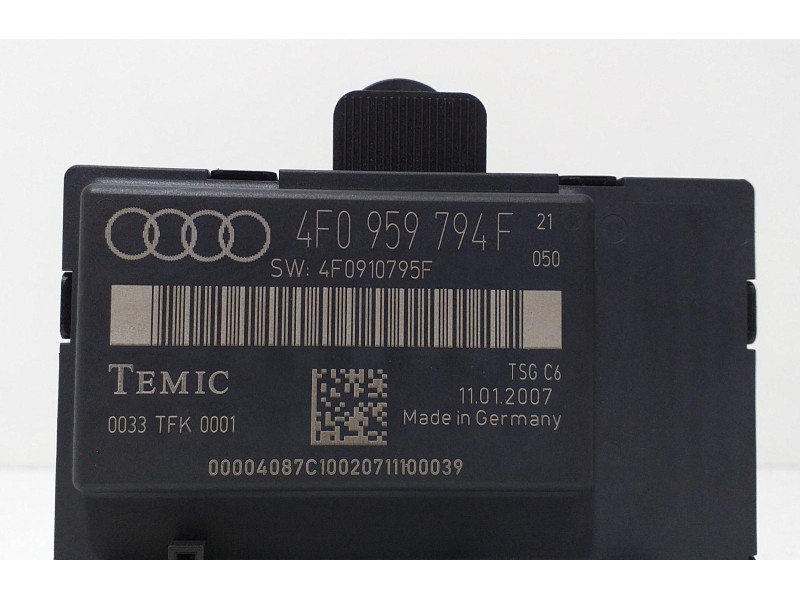 4F0 959 794 F 21
050
SW: 4F0910795F
TEMIC
TSG C6
11.01.2007
0033 TFK 0001
Made in Germany
00004087C10020711100039